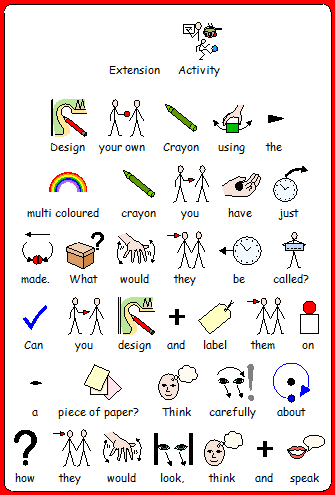 Extension Activity
Design your own Crayon using the
multi coloured crayon you have just
made. What would they be called?
Can you design and label them on
a piece of paper? Think carefully about
how they would look, think and speak